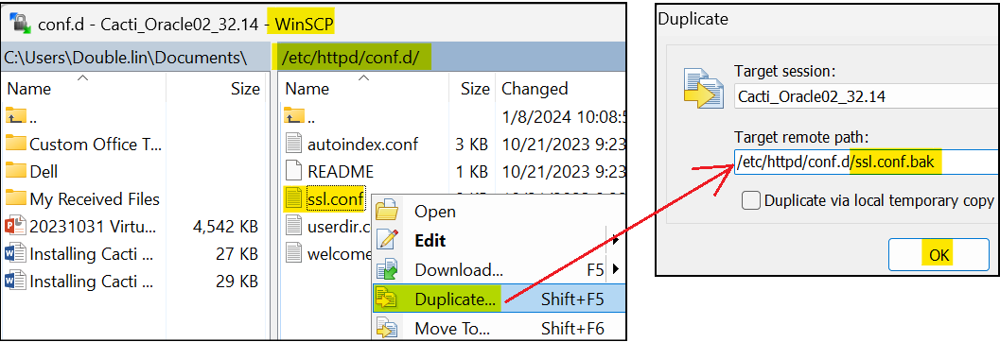 conf.d - Cacti_Oracle02_32.14 - WinSCP
C:\Users\Double.lin\Documents\
Name Size
..
Custom Office T...
Dell
My Received Files
20231031 Virtu... 4,542 KB
Installing Cacti ... 27 KB
Installing Cacti ... 29 KB
/etc/httpd/conf.d/
Name Size Changed
.. 1/8/2024 10:08:5
autoindex.conf 3 KB 10/21/2023 9:23
README 1 KB 10/21/2023 9:23
ssl.conf
userdir.c
welcome
Open
Edit
Download... F5
Duplicate... Shift+F5
Move To... Shift+F6
Duplicate
Target session:
Cacti_Oracle02_32.14
Target remote path:
/etc/httpd/conf.d/ssl.conf.bak
Duplicate via local temporary copy
OK